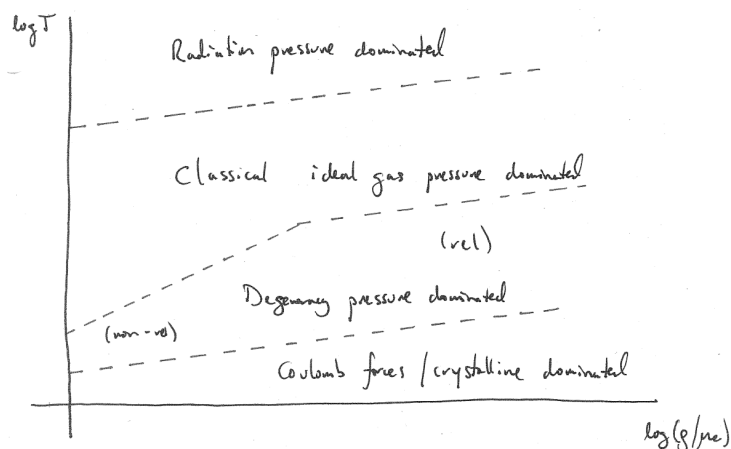 log T
Radiation pressure dominated
Classical ideal gas pressure dominated
(rel)
Degeneracy pressure dominated
(non-rel)
Coulomb forces / crystalline dominated
log(ρ/μe)